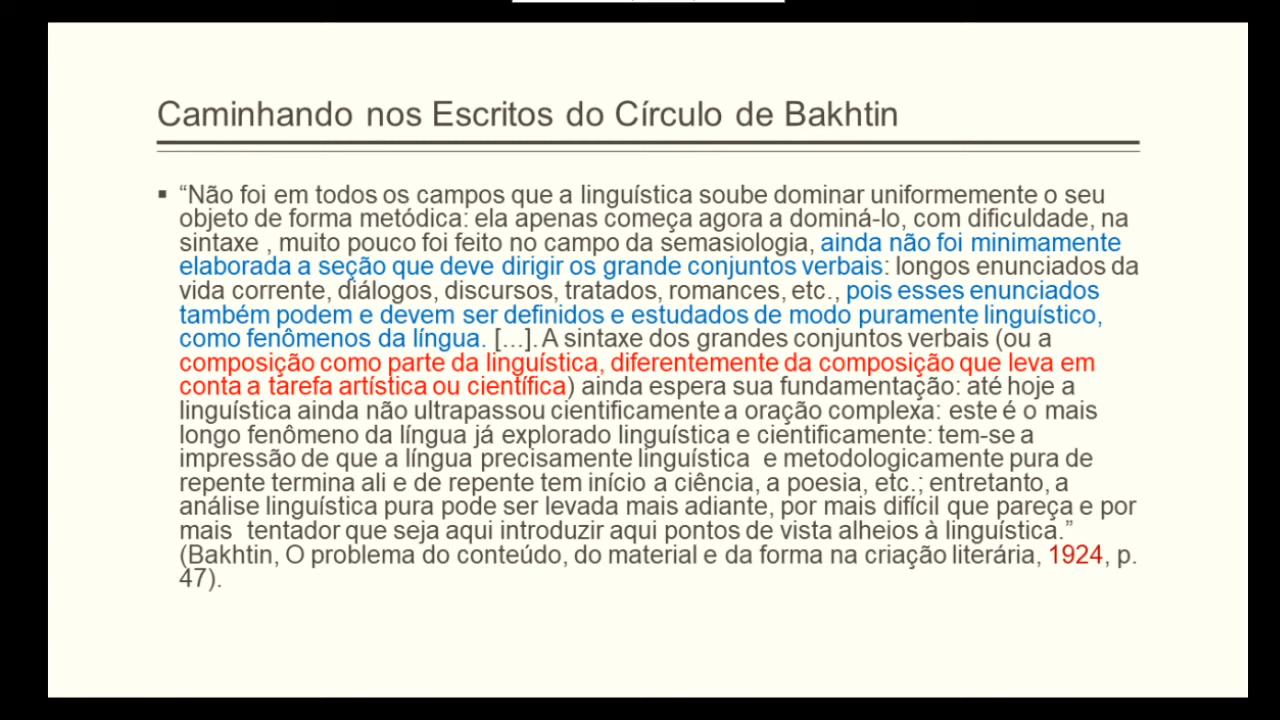 Caminhando nos Escritos do Círculo de Bakhtin
▪ “Não foi em todos os campos que a linguística soube dominar uniformemente o seu
objeto de forma metódica: ela apenas começa agora a dominá-lo, com dificuldade, na
sintaxe , muito pouco foi feito no campo da semasiologia, ainda não foi minimamente
elaborada a seção que deve dirigir os grande conjuntos verbais: longos enunciados da
vida corrente, diálogos, discursos, tratados, romances, etc., pois esses enunciados
também podem e devem ser definidos e estudados de modo puramente linguístico,
como fenômenos da língua. [...]. A sintaxe dos grandes conjuntos verbais (ou a
composição como parte da linguística, diferentemente da composição que leva em
conta a tarefa artística ou científica) ainda espera sua fundamentação: até hoje a
linguística ainda não ultrapassou cientificamente a oração complexa: este é o mais
longo fenômeno da língua já explorado linguística e cientificamente: tem-se a
impressão de que a língua precisamente linguística e metodologicamente pura de
repente termina ali e de repente tem início a ciência, a poesia, etc.; entretanto, a
análise linguística pura pode ser levada mais adiante, por mais difícil que pareça e por
mais tentador que seja aqui introduzir aqui pontos de vista alheios à linguística.”
(Bakhtin, O problema do conteúdo, do material e da forma na criação literária, 1924, p.
47).